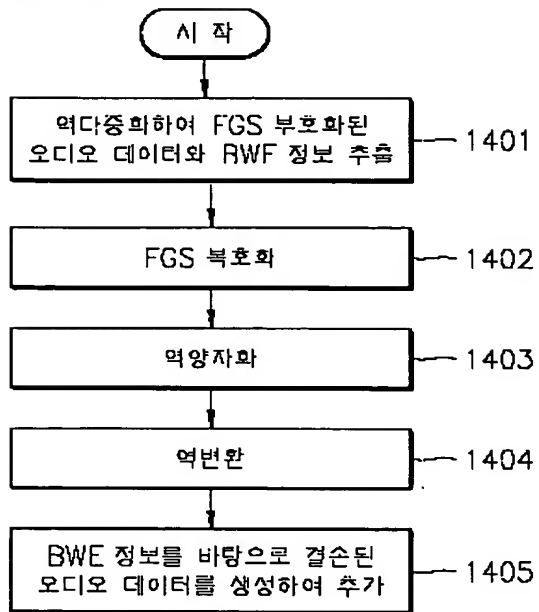 시 작
역다중화하여 FGS 부호화된
오디오 데이터와 BWF 정보 추출
1401
FGS 복호화
1402
역양자화
1403
역변환
1404
BWE 정보를 바탕으로 결손된
오디오 데이터를 생성하여 추가
1405